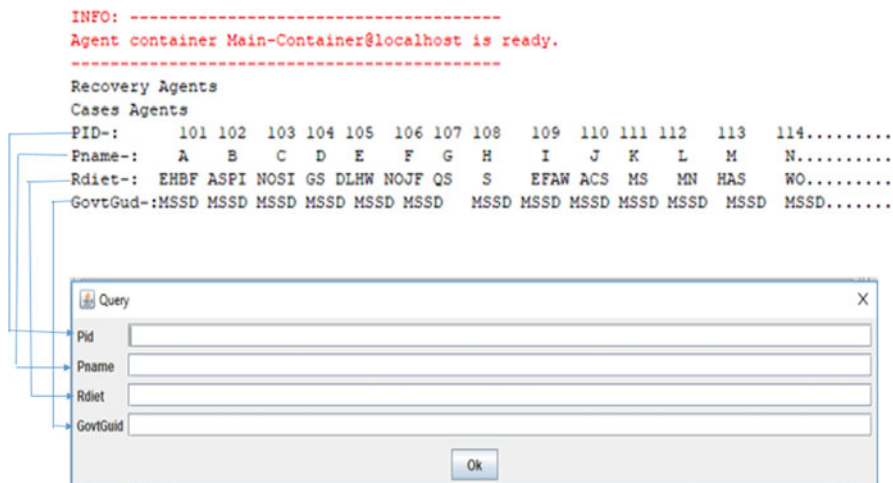 INFO: ----------------------------------------
Agent container Main-Container@localhost is ready.
--------------------------------------------
Recovery Agents
Cases Agents
PID-: 101 102 103 104 105 106 107 108 109 110 111 112 113 114.........
Pname-: A B C D E F G H I J K L M N..........
Rdiet-: EHBF ASPI NOSI GS DLHW NOJF QS S EFAW ACS MS MN HAS WO.........
GovtGud-:MSSD MSSD MSSD MSSD MSSD MSSD MSSD MSSD MSSD MSSD MSSD MSSD MSSD.......
Query X
Pid
Pname
Rdiet
GovtGuid
Ok